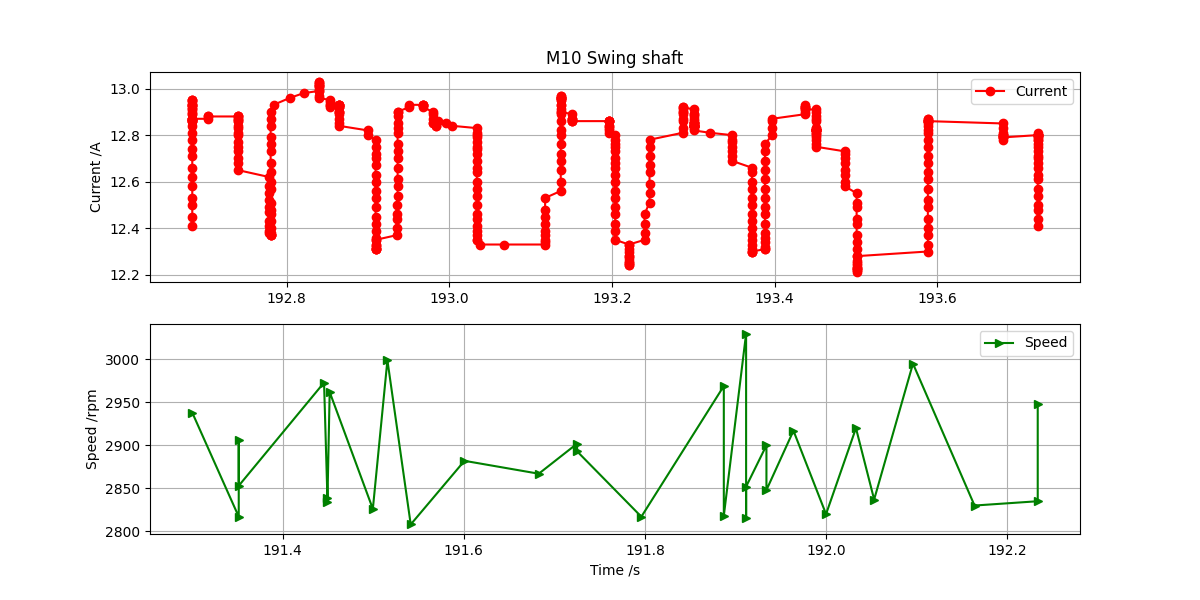 M10 Swing shaft
Current /A
13.0
12.8
12.6
12.4
12.2
Current
192.8 193.0 193.2 193.4 193.6
Speed /rpm
3000
2950
2900
2850
2800
Speed
191.4 191.6 191.8 192.0 192.2
Time /s